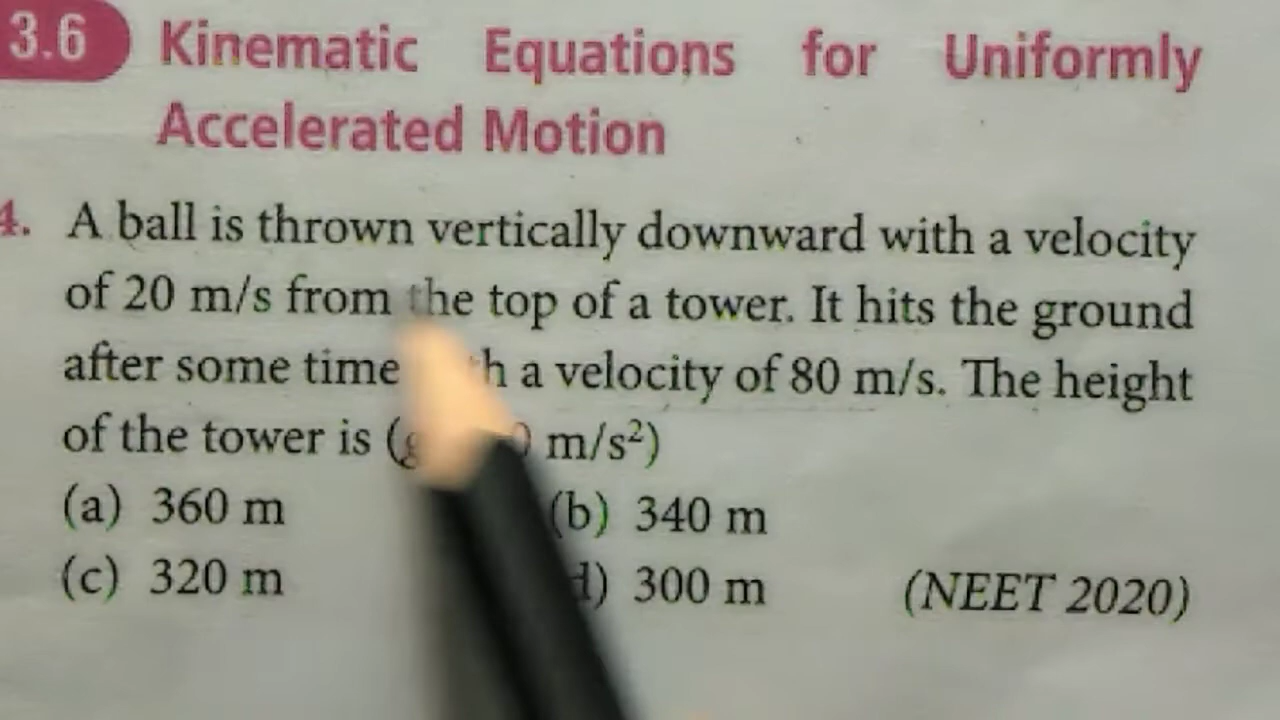 3.6 Kinematic Equations for Uniformly
Accelerated Motion
4. A ball is thrown vertically downward with a velocity
of 20 m/s from the top of a tower. It hits the ground
after some time a velocity of 80 m/s. The height
of the tower is ( m/s²)
(a) 360 m (b) 340 m
(c) 320 m (d) 300 m (NEET 2020)